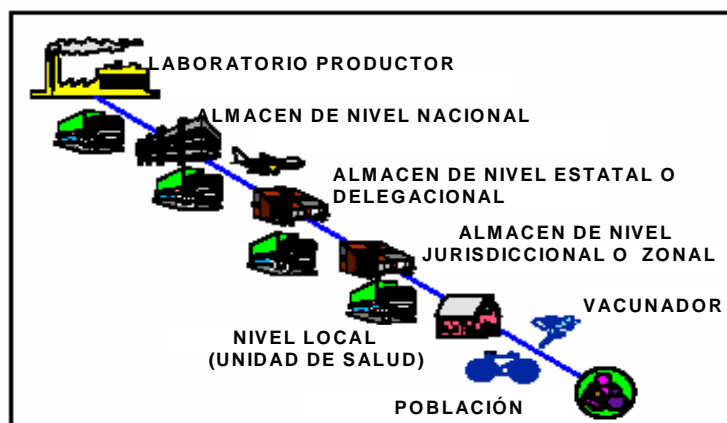 LABORATORIO PRODUCTOR
ALMACEN DE NIVEL NACIONAL
ALMACEN DE NIVEL ESTATAL O
DELEGACIONAL
ALMACEN DE NIVEL
JURISDICCIONAL O ZONAL
VACUNADOR
NIVEL LOCAL
(UNIDAD DE SALUD)
POBLACIÓN